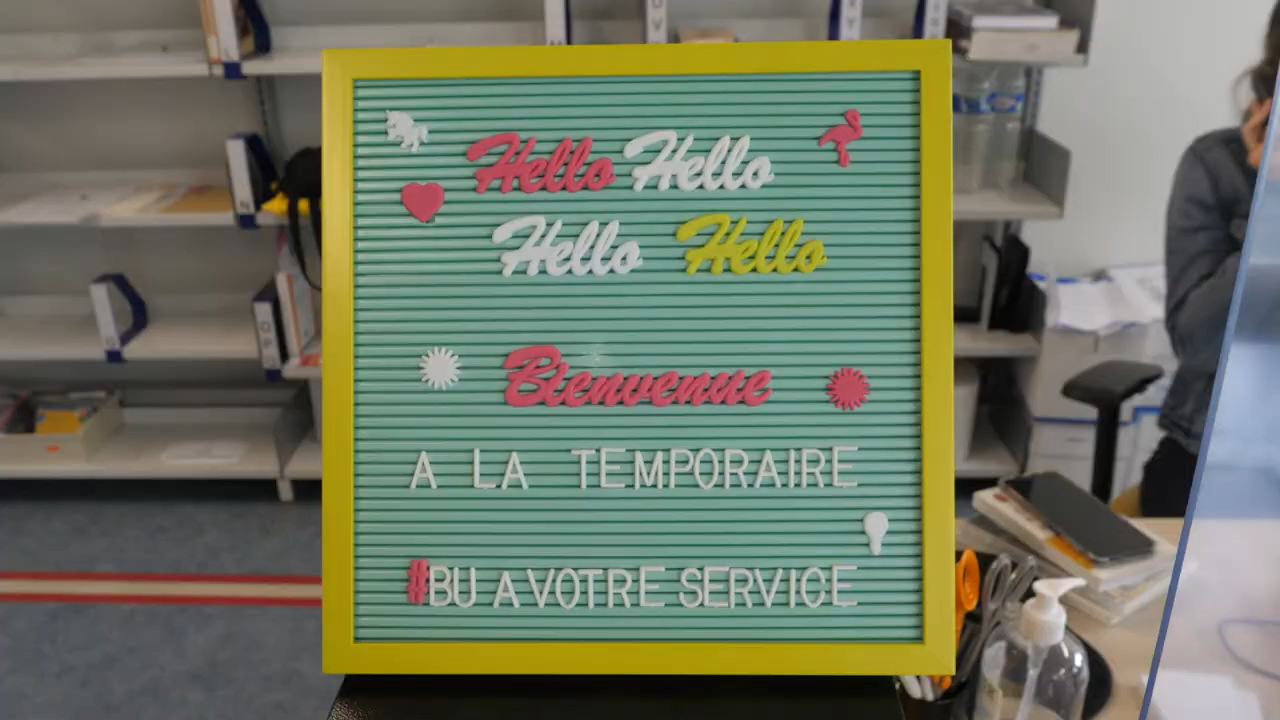 Hello Hello
Hello Hello
Bienvenue
A LA TEMPORAIRE
#BU A VOTRE SERVICE